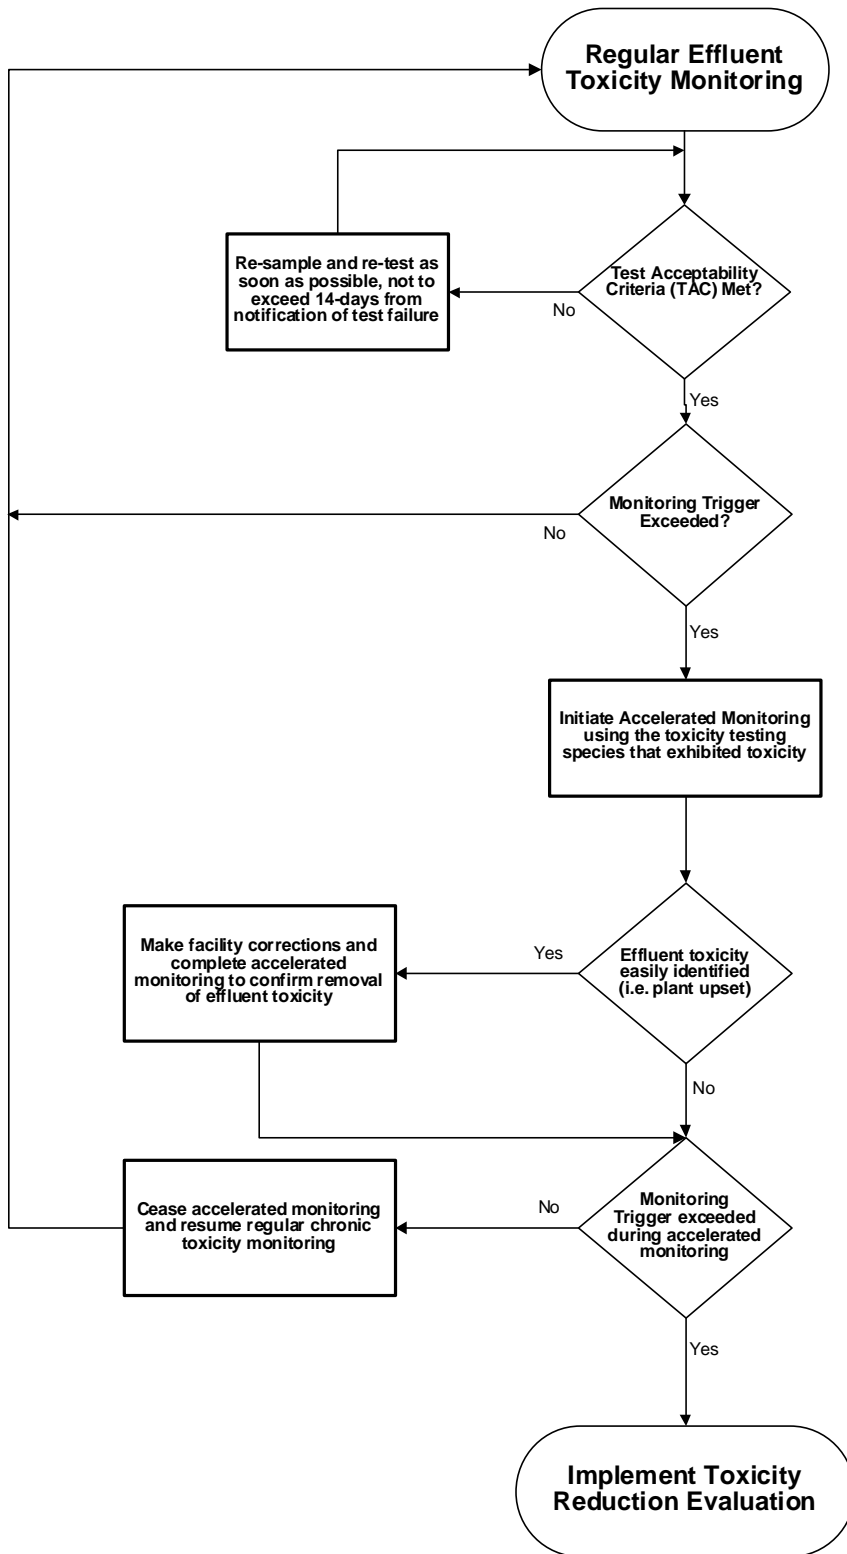 Regular Effluent
Toxicity Monitoring
Re-sample and re-test as
soon as possible, not to
exceed 14-days from
notification of test failure
No
Test Acceptability
Criteria (TAC) Met?
Yes
Monitoring Trigger
Exceeded?
No
Yes
Initiate Accelerated Monitoring
using the toxicity testing
species that exhibited toxicity
Make facility corrections and
complete accelerated
monitoring to confirm removal
of effluent toxicity
Yes
Effluent toxicity
easily identified
(i.e. plant upset)
No
Cease accelerated monitoring
and resume regular chronic
toxicity monitoring
No
Monitoring
Trigger exceeded
during accelerated
monitoring
Yes
Implement Toxicity
Reduction Evaluation